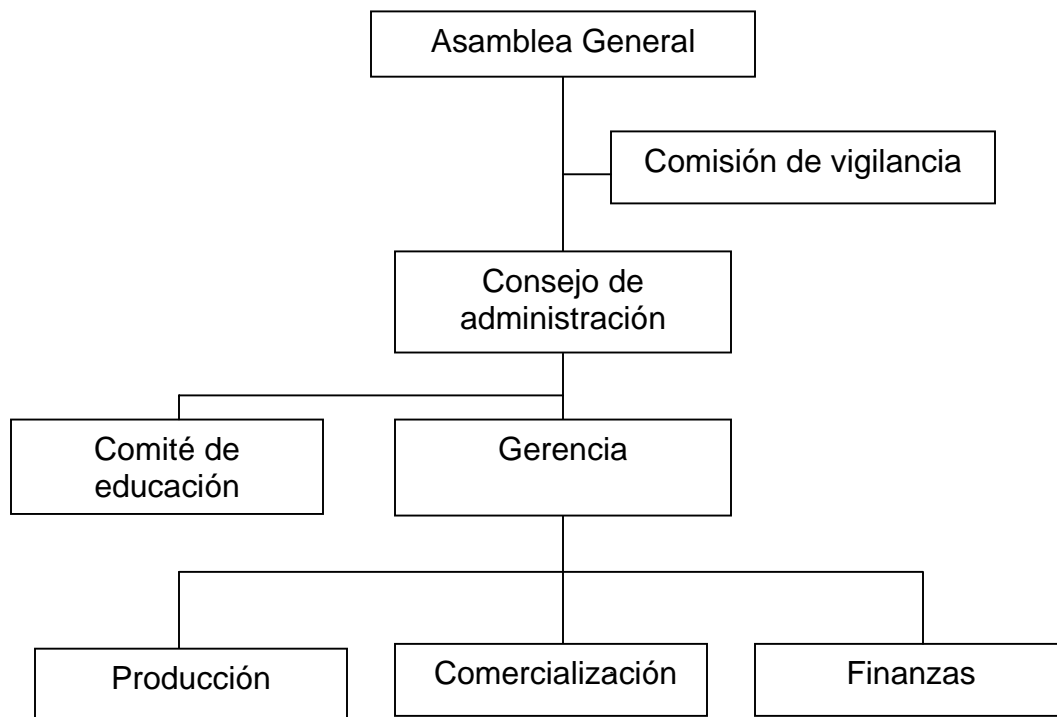 Asamblea General
Comisión de vigilancia
Consejo de
administración
Comité de
educación
Gerencia
Producción
Comercialización
Finanzas